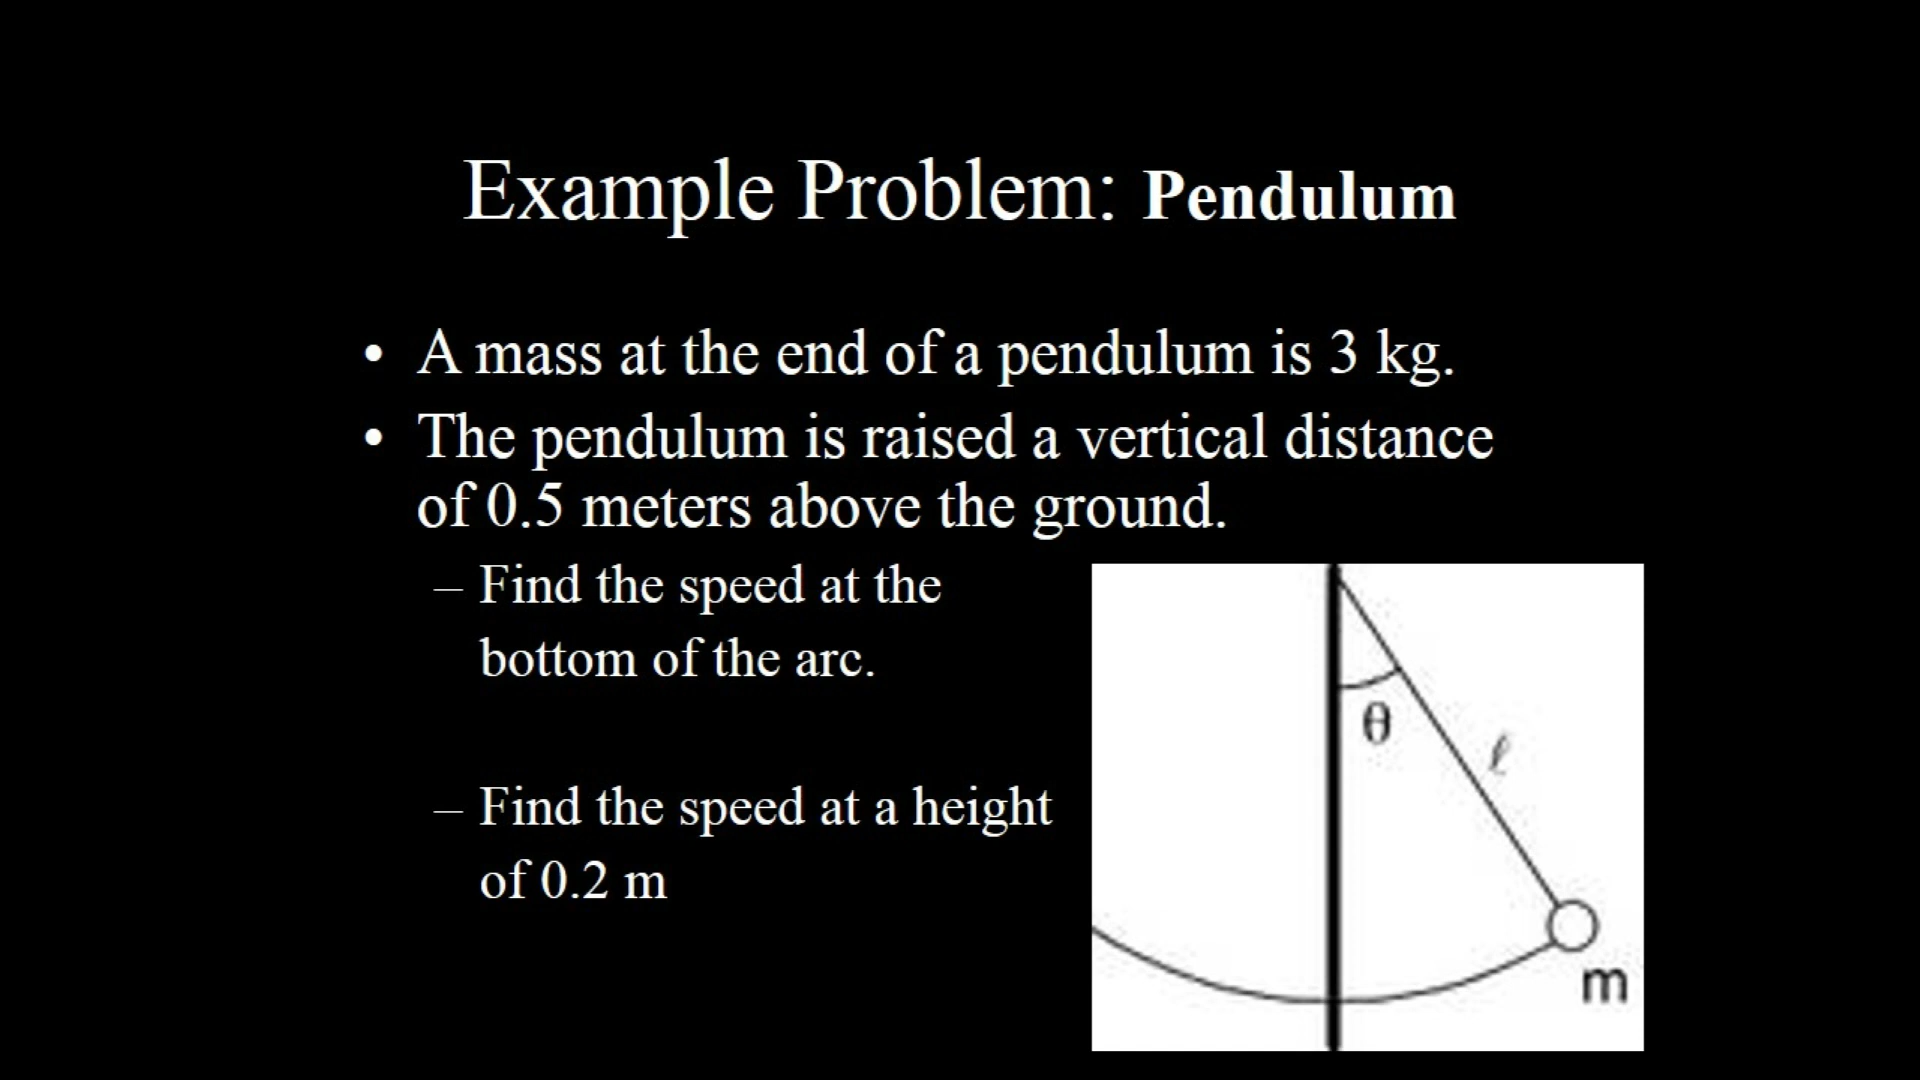 Example Problem: Pendulum
• A mass at the end of a pendulum is 3 kg.
• The pendulum is raised a vertical distance
of 0.5 meters above the ground.
– Find the speed at the
bottom of the arc.
– Find the speed at a height
of 0.2 m
θ
ℓ
m